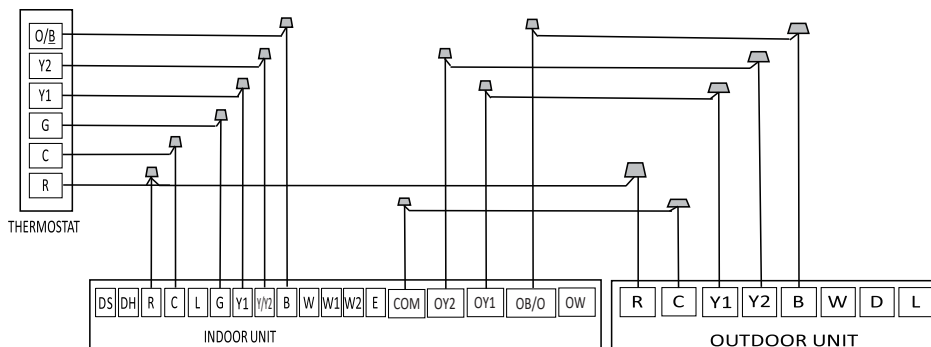 O/B
Y2
Y1
G
C
R
THERMOSTAT
DS DH R C L G Y1 Y/Y2 B W W1 W2 E COM OY2 OY1 OB/O OW
INDOOR UNIT
R C Y1 Y2 B W D L
OUTDOOR UNIT